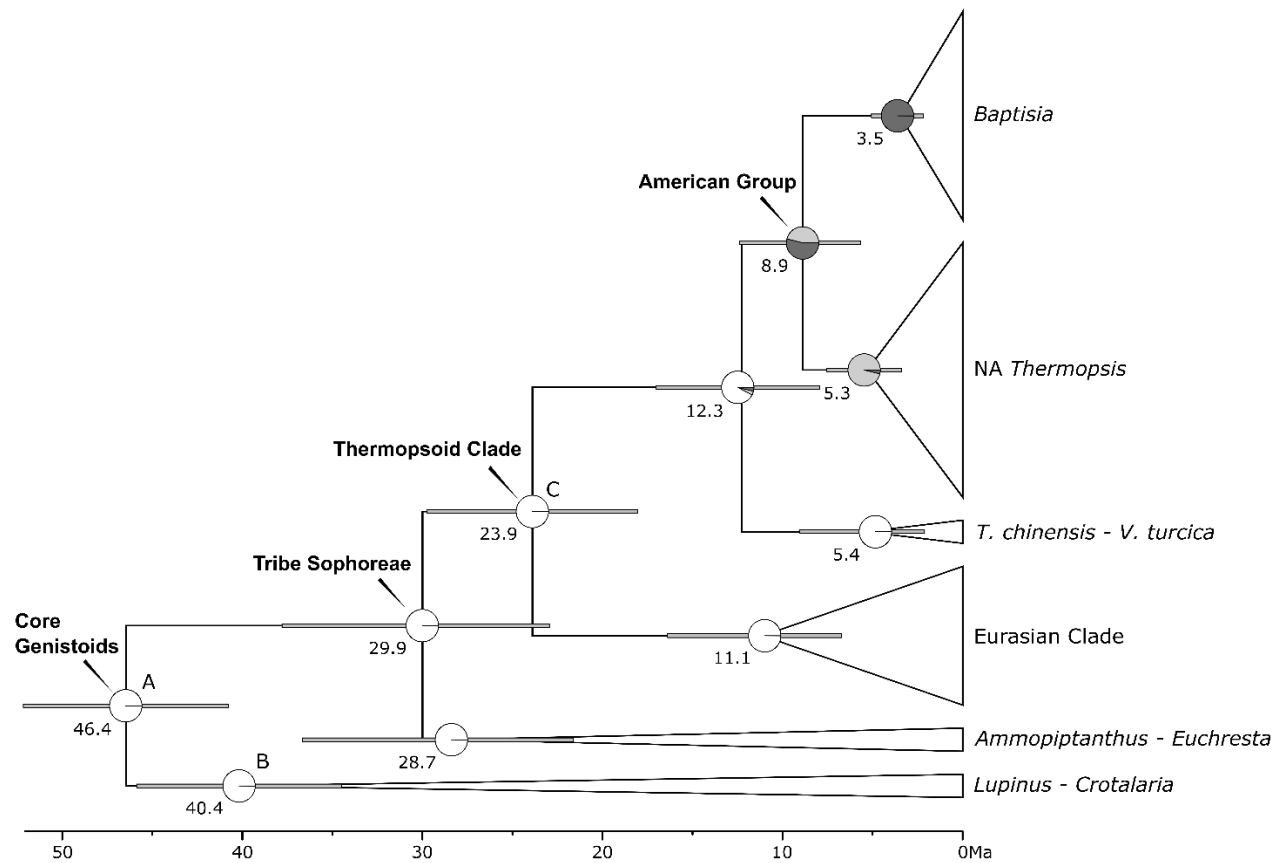 Baptisia
3.5
American Group
8.9
NA Thermopsis
5.3
12.3
Thermopsoid Clade
C
23.9
T. chinensis - V. turcica
5.4
Tribe Sophoreae
29.9
Eurasian Clade
11.1
Core
Genistoids
A
46.4
Ammopiptanthus - Euchresta
28.7
B
Lupinus - Crotalaria
40.4
50 40 30 20 10 0Ma